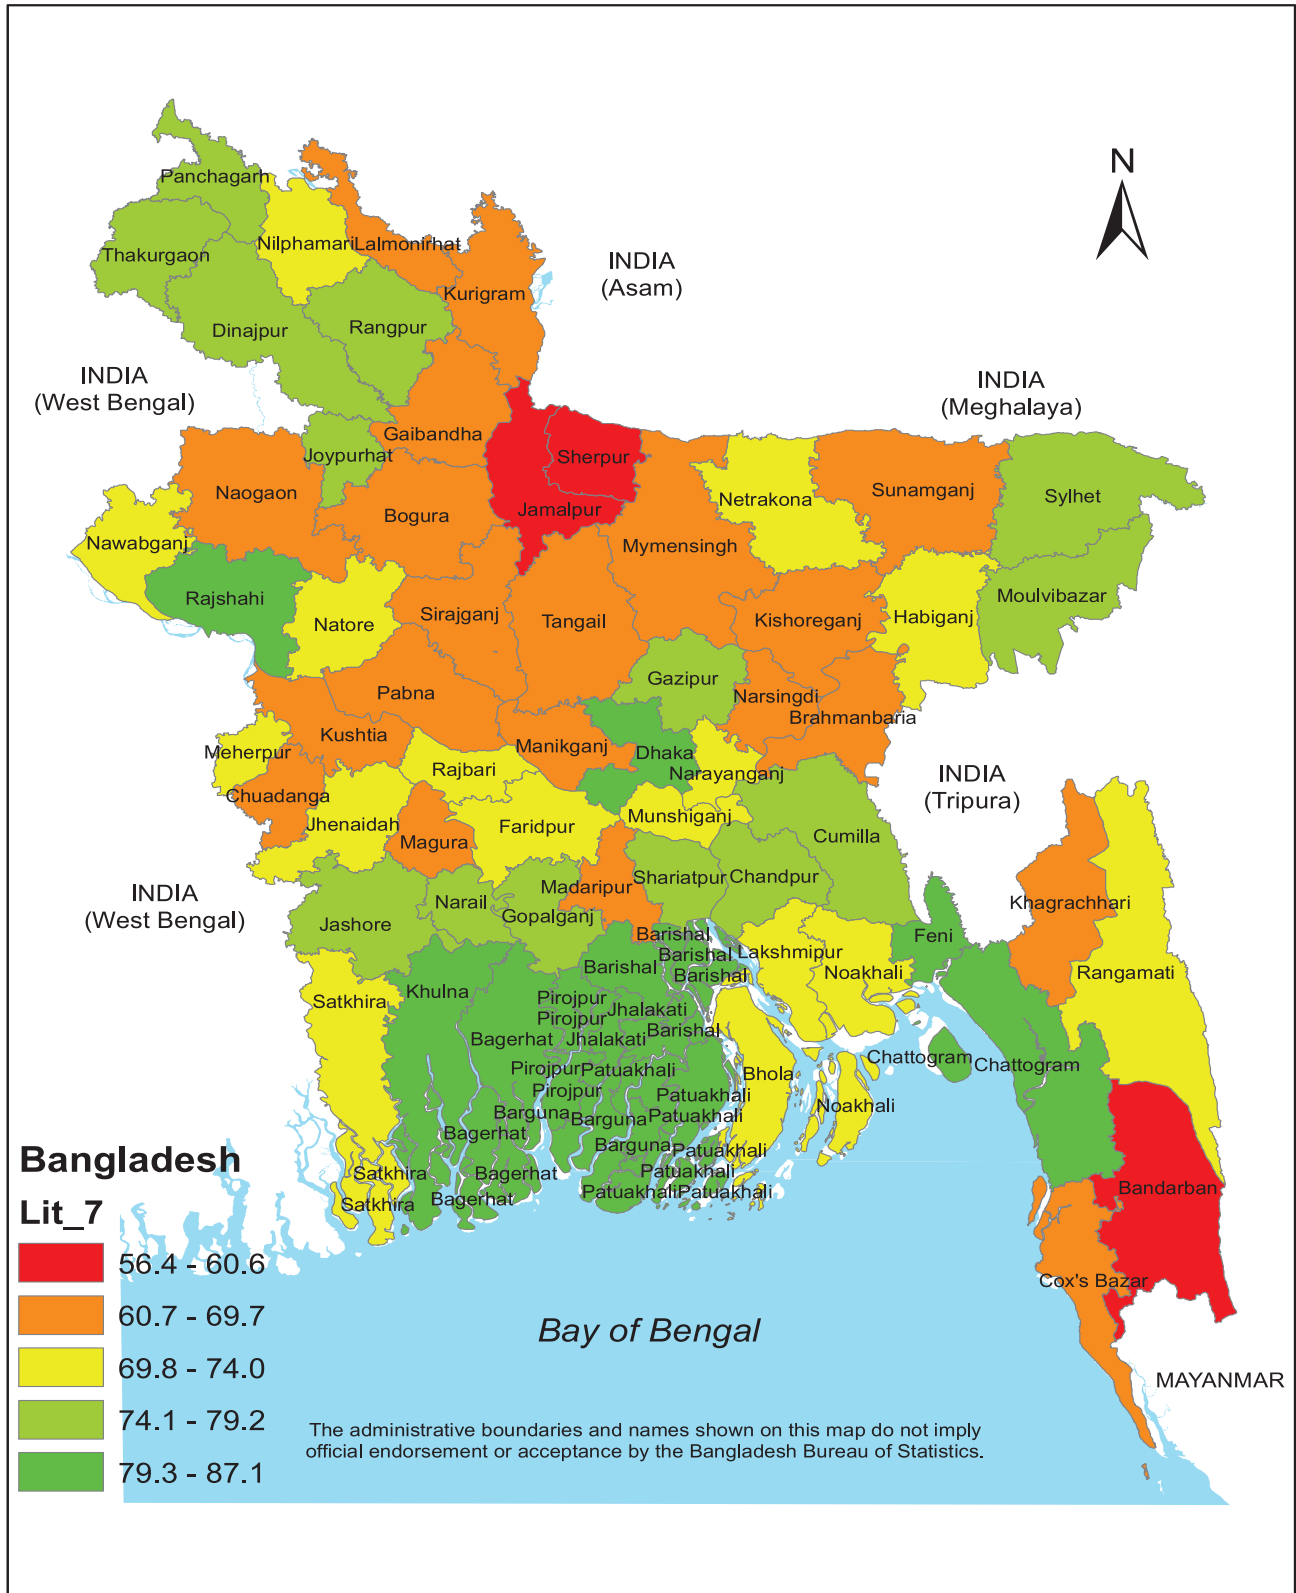 N
Panchagarh
Thakurgaon
Nilphamari
Lalmonirhat
Kurigram
Dinajpur
Rangpur
INDIA
(Asam)
INDIA
(West Bengal)
INDIA
(Meghalaya)
Gaibandha
Joypurhat
Sherpur
Naogaon
Bogura
Jamalpur
Netrakona
Sunamganj
Sylhet
Nawabganj
Mymensingh
Rajshahi
Natore
Sirajganj
Tangail
Kishoreganj
Habiganj
Moulvibazar
Pabna
Gazipur
Narsingdi
Brahmanbaria
Kushtia
Manikganj
Dhaka
Meherpur
Rajbari
Narayanganj
INDIA
(Tripura)
Chuadanga
Jhenaidah
Magura
Faridpur
Munshiganj
Cumilla
INDIA
(West Bengal)
Madaripur
Shariatpur
Chandpur
Khagrachhari
Jashore
Narail
Gopalganj
Barishal
Barishal
Barishal
Barishal
Lakshmipur
Noakhali
Feni
Rangamati
Satkhira
Khulna
Pirojpur
Pirojpur
Jhalakati
Barishal
Bagerhat
Jhalakati
Pirojpur
Patuakhali
Pirojpur
Patuakhali
Bhola
Chattogram
Chattogram
Barguna
Barguna
Patuakhali
Noakhali
Bagerhat
Barguna
Patuakhali
Satkhira
Bagerhat
Patuakhali
Satkhira
Bagerhat
Patuakhali
Patuakhali
Bandarban
Cox's Bazar
Bangladesh
Lit_7
56.4 - 60.6
60.7 - 69.7
69.8 - 74.0
74.1 - 79.2
79.3 - 87.1
Bay of Bengal
MAYANMAR
The administrative boundaries and names shown on this map do not imply
official endorsement or acceptance by the Bangladesh Bureau of Statistics.